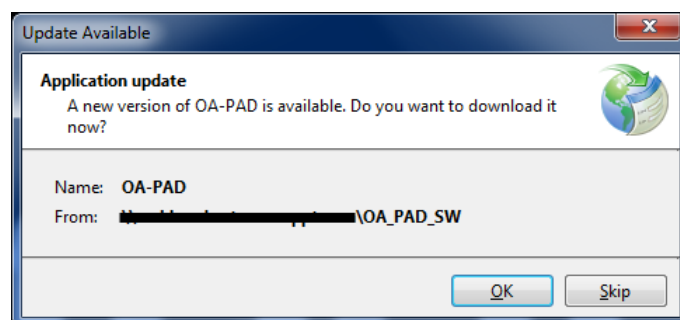 Update Available
Application update
A new version of OA-PAD is available. Do you want to download it
now?
Name: OA-PAD
From: \OA_PAD_SW
OK
Skip